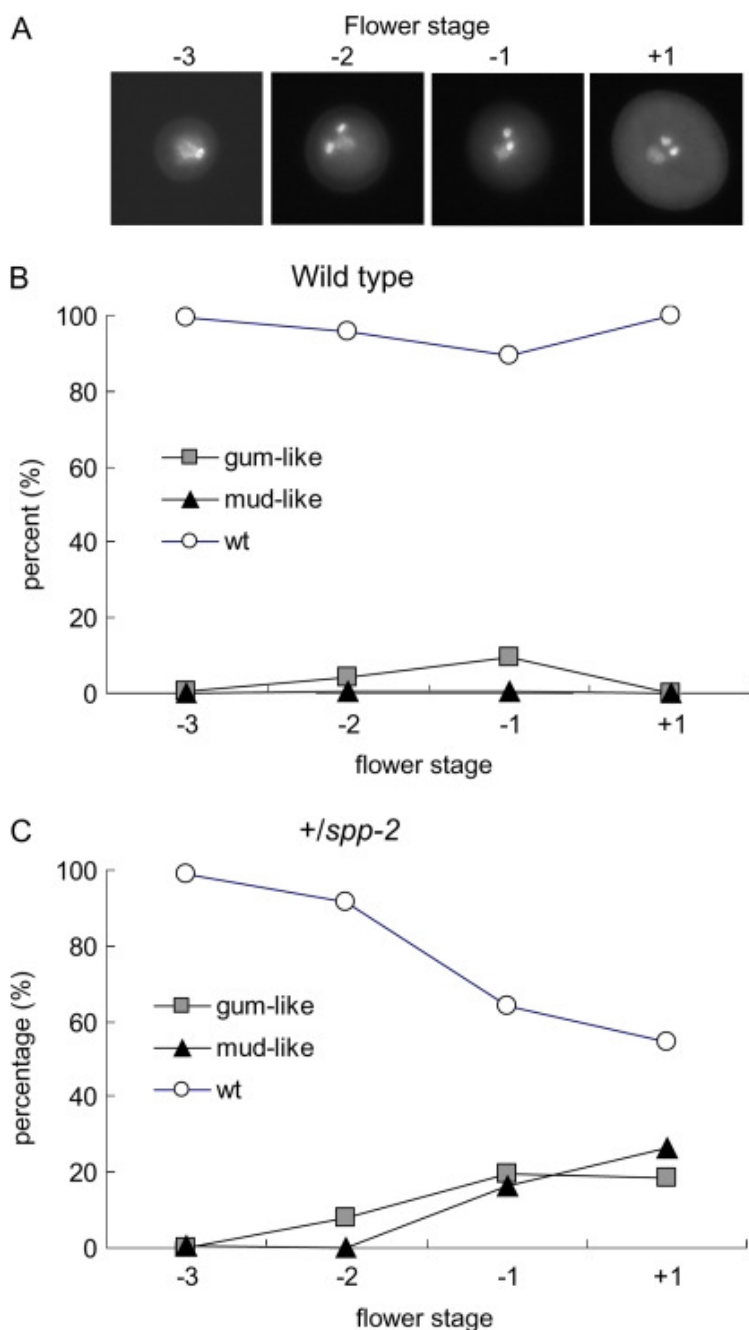 A
Flower stage
-3 -2 -1 +1
B
Wild type
100
80
60
40
20
0
percent (%)
gum-like
mud-like
wt
-3 -2 -1 +1
flower stage
C
+/spp-2
100
80
60
40
20
0
percentage (%)
gum-like
mud-like
wt
-3 -2 -1 +1
flower stage